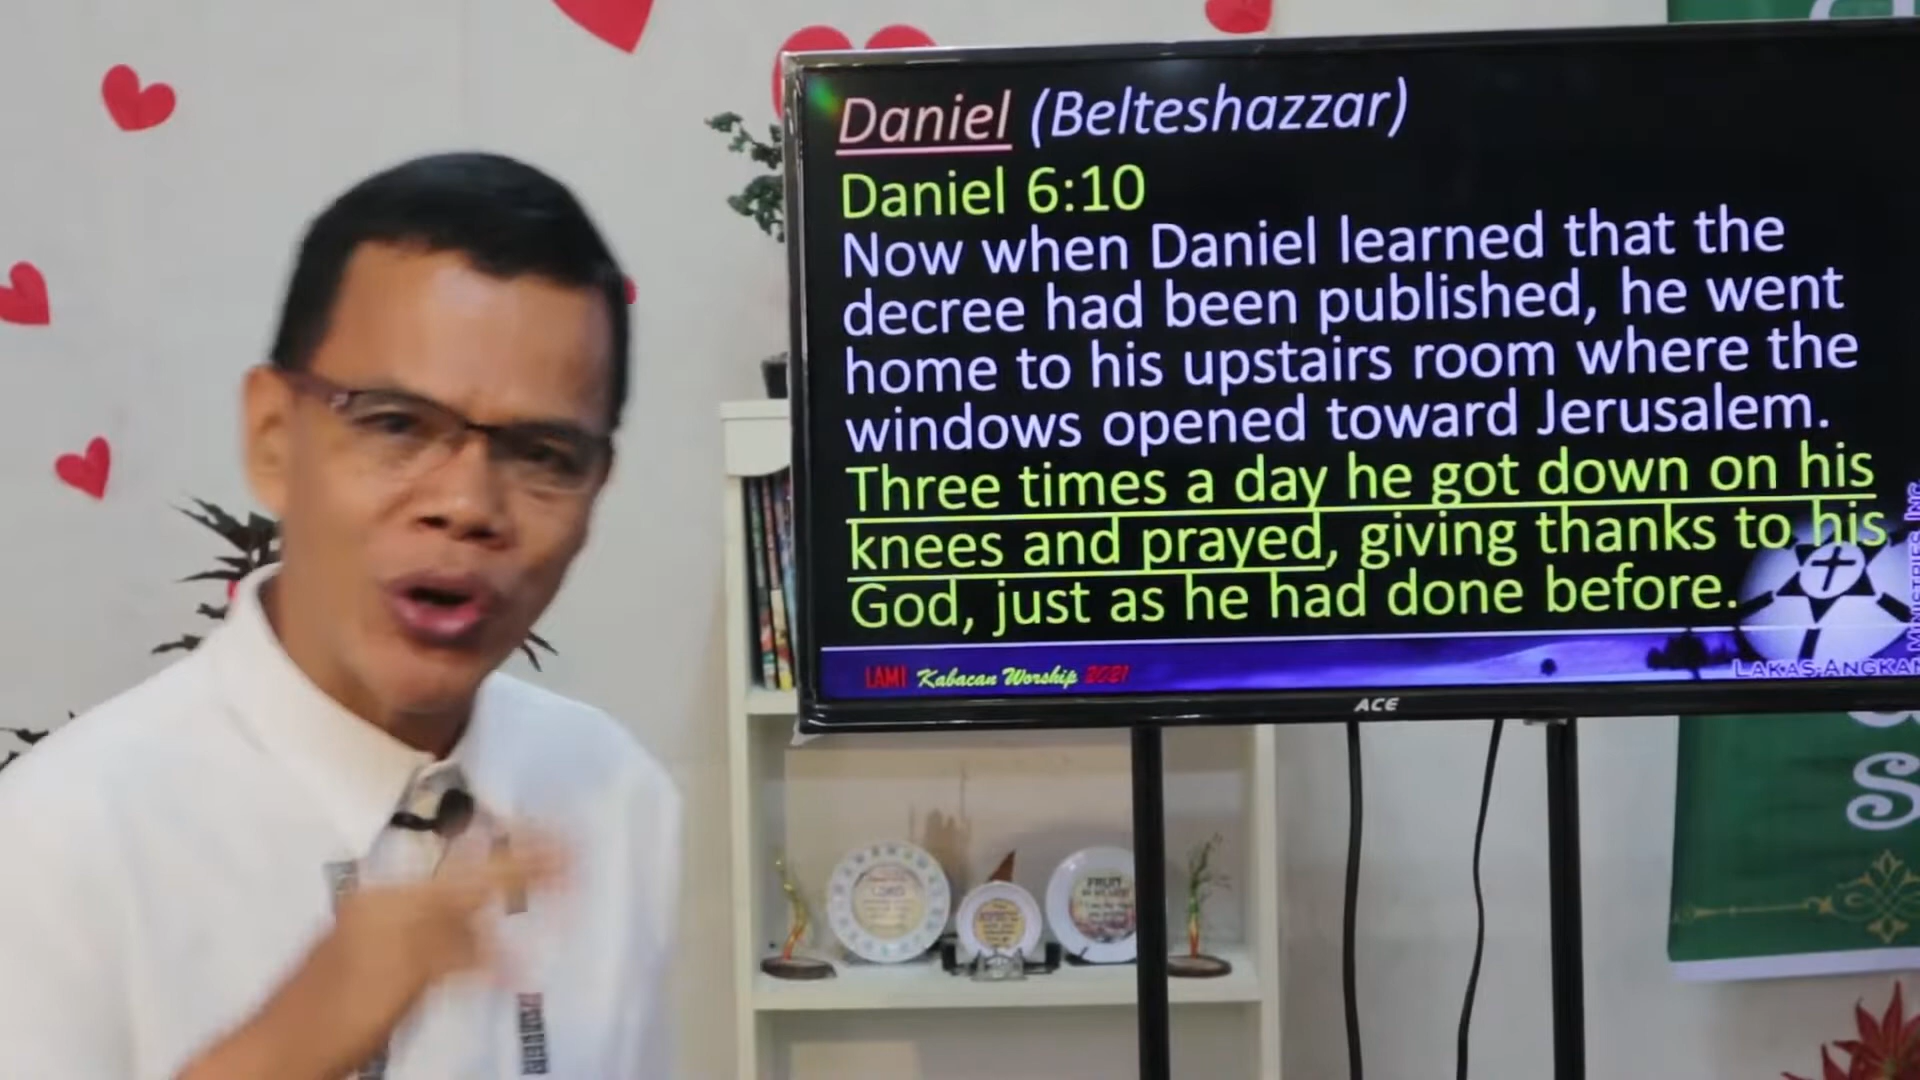 Daniel (Belteshazzar)
Daniel 6:10
Now when Daniel learned that the
decree had been published, he went
home to his upstairs room where the
windows opened toward Jerusalem.
Three times a day he got down on his
knees and prayed, giving thanks to his
God, just as he had done before.
LAMI Kabacan Worship 2021
LAKAS-ANGKAN
MINISTRIES INC
ACE